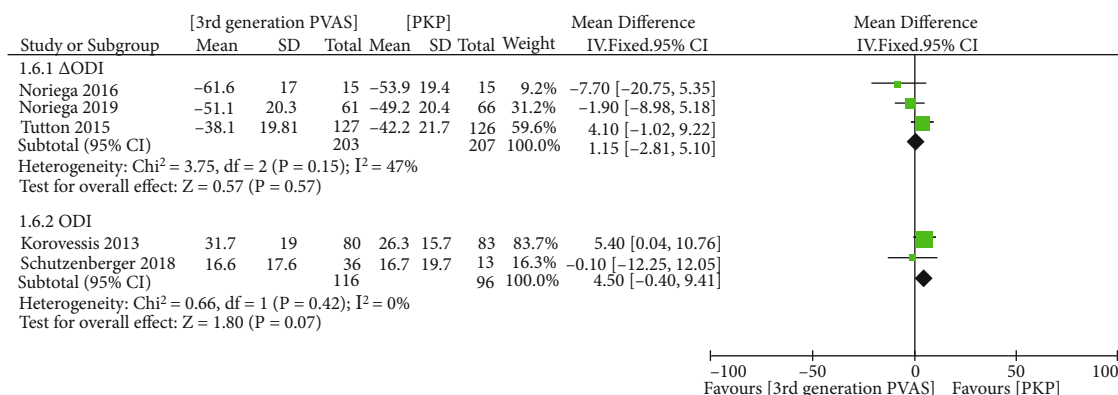 [3rd generation PVAS] [PKP] Mean Difference Mean Difference
Study or Subgroup Mean SD Total Mean SD Total Weight IV.Fixed.95% CI IV.Fixed.95% CI
1.6.1 ΔODI
Noriega 2016 −61.6 17 15 −53.9 19.4 15 9.2% −7.70 [−20.75, 5.35]
Noriega 2019 −51.1 20.3 61 −49.2 20.4 66 31.2% −1.90 [−8.98, 5.18]
Tutton 2015 −38.1 19.81 127 −42.2 21.7 126 59.6% 4.10 [−1.02, 9.22]
Subtotal (95% CI) 203 207 100.0% 1.15 [−2.81, 5.10]
Heterogeneity: Chi² = 3.75, df = 2 (P = 0.15); I² = 47%
Test for overall effect: Z = 0.57 (P = 0.57)
1.6.2 ODI
Korovessis 2013 31.7 19 80 26.3 15.7 83 83.7% 5.40 [0.04, 10.76]
Schutzenberger 2018 16.6 17.6 36 16.7 19.7 13 16.3% −0.10 [−12.25, 12.05]
Subtotal (95% CI) 116 96 100.0% 4.50 [−0.40, 9.41]
Heterogeneity: Chi² = 0.66, df = 1 (P = 0.42); I² = 0%
Test for overall effect: Z = 1.80 (P = 0.07)
−100 −50 0 50 100
Favours [3rd generation PVAS] Favours [PKP]